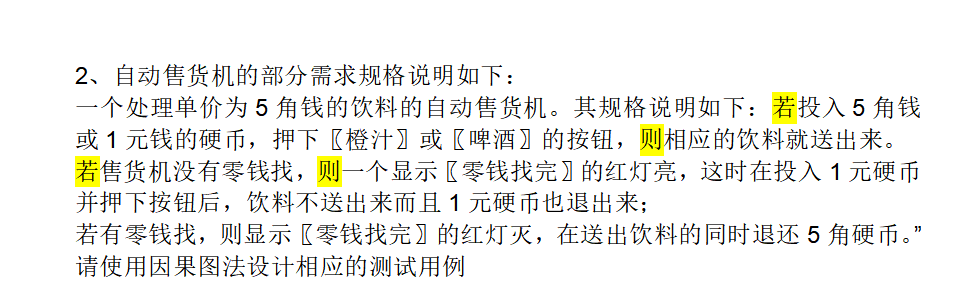 2、自动售货机的部分需求规格说明如下：
一个处理单价为 5 角钱的饮料的自动售货机。其规格说明如下：若投入 5 角钱
或 1 元钱的硬币，押下〖橙汁〗或〖啤酒〗的按钮，则相应的饮料就送出来。
若售货机没有零钱找，则一个显示〖零钱找完〗的红灯亮，这时在投入 1 元硬币
并押下按钮后，饮料不送出来而且 1 元硬币也退出来；
若有零钱找，则显示〖零钱找完〗的红灯灭，在送出饮料的同时退还 5 角硬币。”
请使用因果图法设计相应的测试用例